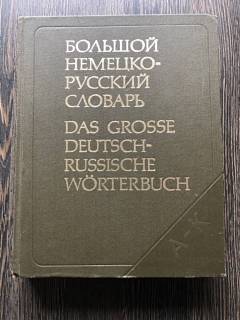 БОЛЬШОЙ
НЕМЕЦКО-
РУССКИЙ
СЛОВАРЬ
DAS GROSSE
DEUTSCH-
RUSSISCHE
WÖRTERBUCH
A-K